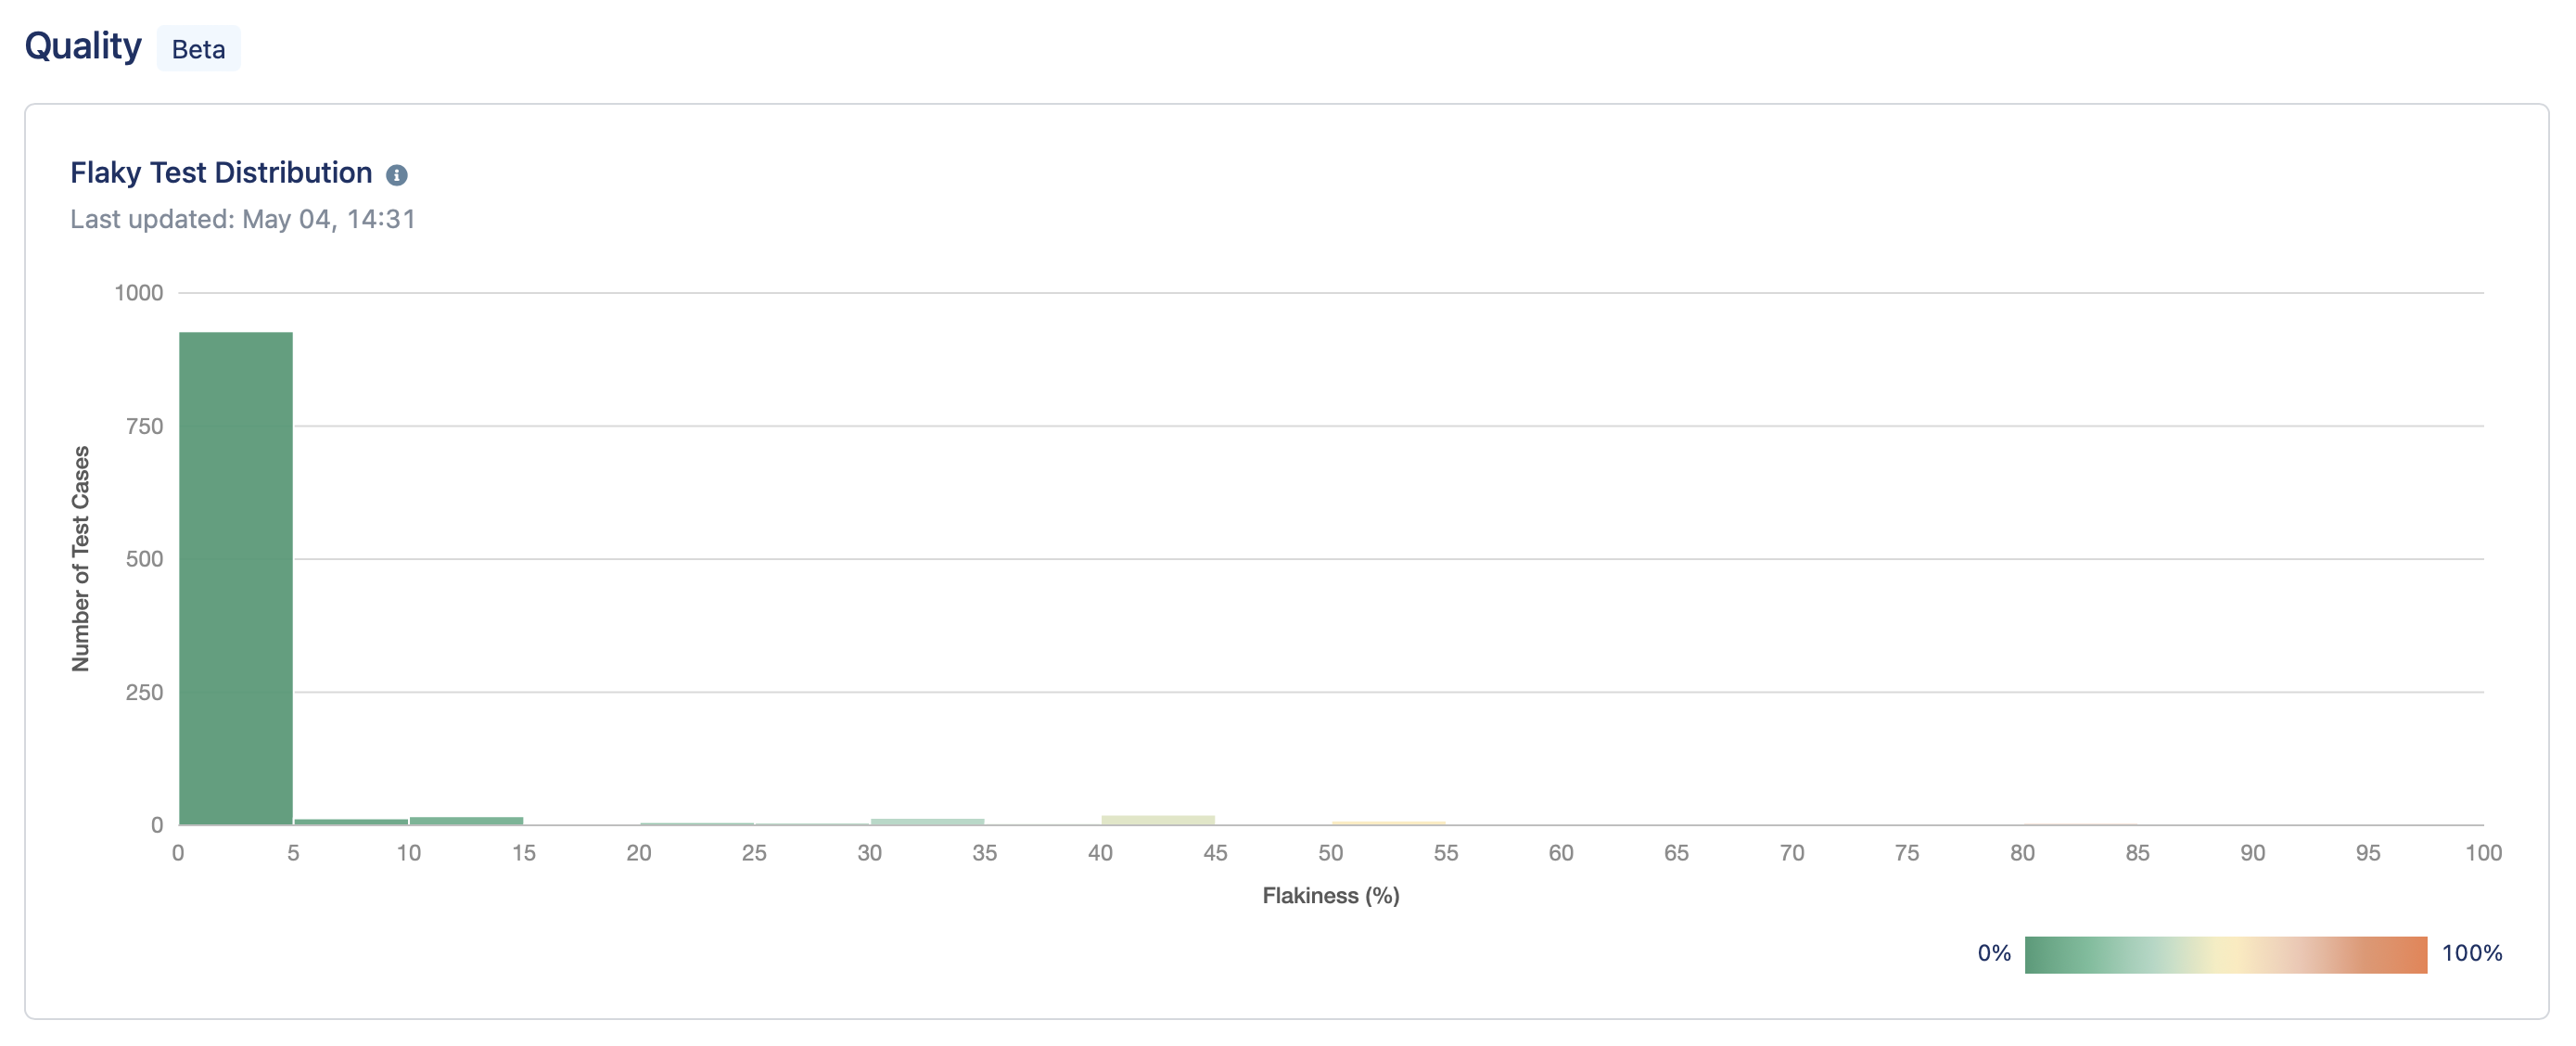 Quality Beta
Flaky Test Distribution
Last updated: May 04, 14:31
1000
750
500
250
0
Number of Test Cases
0 5 10 15 20 25 30 35 40 45 50 55 60 65 70 75 80 85 90 95 100
Flakiness (%)
0% 100%